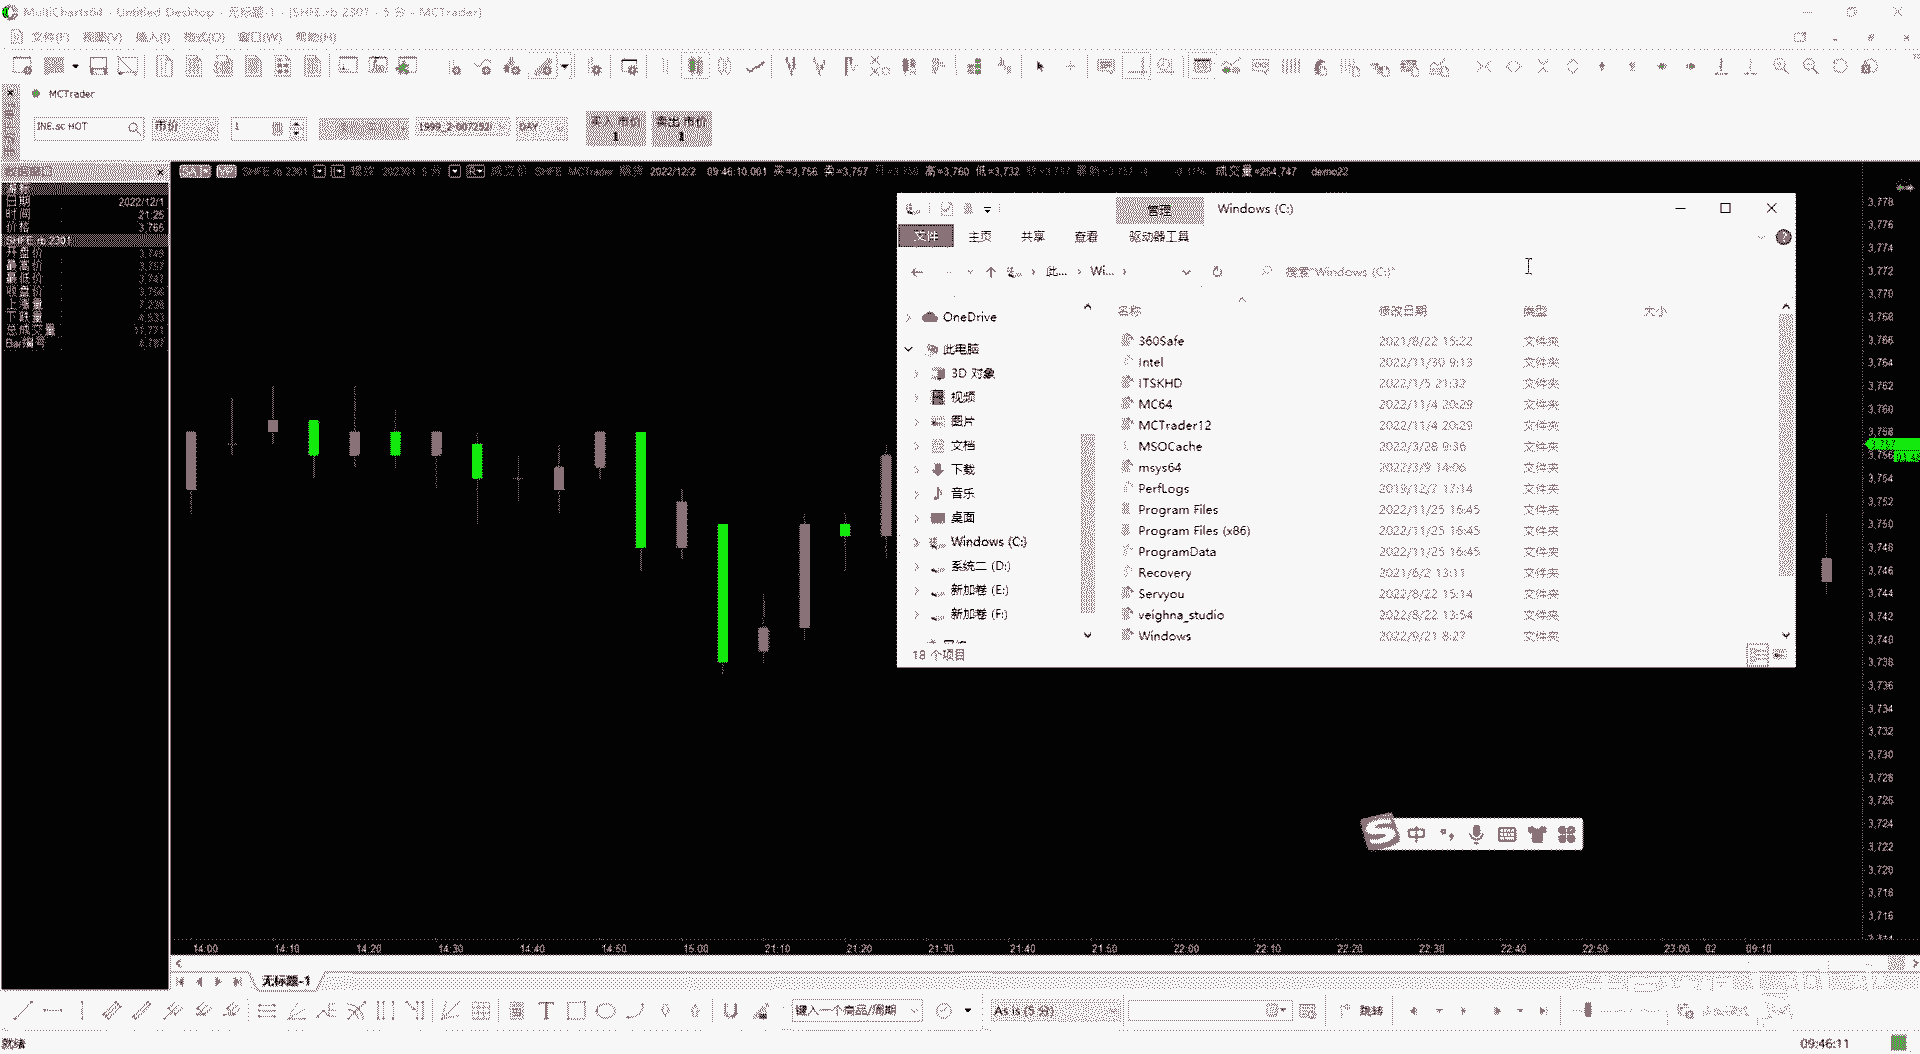 MultiCharts64 - Untitled Desktop - 无标题-1 - [SHFE.rb 2301 - 5 分 - MCTrader]
文件(F) 视图(V) 插入(I) 格式(O) 窗口(W) 帮助(H)
MCTrader
INE.sc HOT 市价 1 DAY 买入 市价 1 卖出 市价 1
SHFE rb 2301 2022/12/2 09:46:10.001 买=3,756 卖=3,757 高=3,760 低=3,732 成交量=254,747 demo22
日期 2022/12/1
时间 21:25
价格 3,765
SHFE rb 2301
开盘价 3,749
最高价 3,757
最低价 3,747
收盘价 3,756
上涨量 7,238
下跌量 4,533
总成交量 11,771
Bar编号
管理 Windows (C:)
文件 主页 共享 查看 驱动器工具
此... Wi... 搜索"Windows (C:)"
名称 修改日期 类型 大小
OneDrive
此电脑
3D 对象
视频
图片
文档
下载
音乐
桌面
Windows (C:)
系统二 (D:)
新加卷 (E:)
新加卷 (F:)
360Safe 2021/8/22 15:22 文件夹
Intel 2022/11/30 9:13 文件夹
ITSKHD 2022/1/5 21:32 文件夹
MC64 2022/11/4 20:29 文件夹
MCTrader12 2022/11/4 20:29 文件夹
MSOCache 2022/3/28 9:36 文件夹
msys64 2022/3/9 14:06 文件夹
PerfLogs 2019/12/7 17:14 文件夹
Program Files 2022/11/25 16:45 文件夹
Program Files (x86) 2022/11/25 16:45 文件夹
ProgramData 2022/11/25 16:45 文件夹
Recovery 2021/6/2 13:11 文件夹
Servyou 2022/8/22 15:14 文件夹
veighna_studio 2022/8/22 13:54 文件夹
Windows 2022/9/21 8:27 文件夹
18 个项目
3,778
3,776
3,774
3,772
3,770
3,768
3,766
3,764
3,762
3,760
3,758
3,757
3,756
3,754
3,752
3,750
3,748
3,746
3,744
3,742
3,740
3,738
3,736
3,734
3,732
3,730
3,728
3,726
3,724
3,722
3,720
3,718
3,716
中
14:00 14:10 14:20 14:30 14:40 14:50 15:00 21:10 21:20 21:30 21:40 21:50 22:00 22:10 22:20 22:30 22:40 22:50 23:00 02 09:10
无标题-1
键入一个商品/周期 As is (5 分) 跳转
就绪 09:46:11